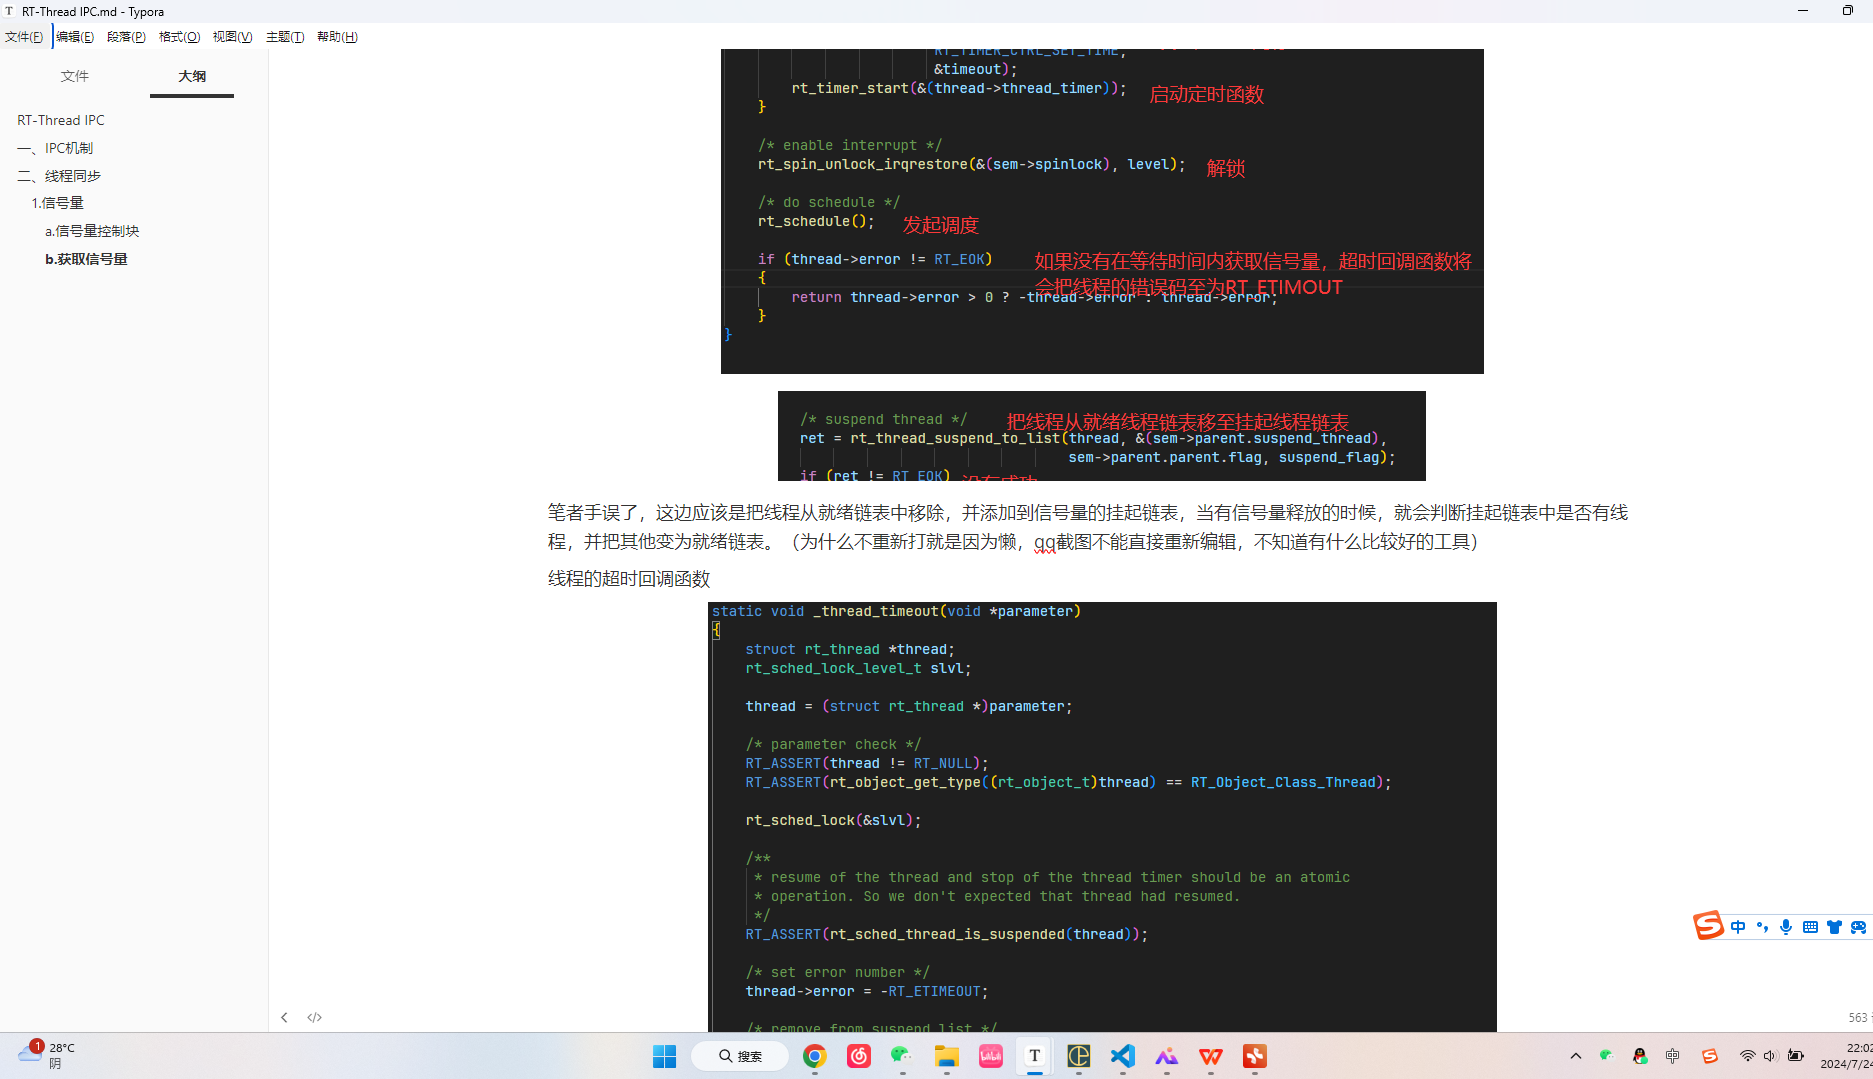 RT-Thread IPC.md - Typora
文件(F) 编辑(E) 段落(P) 格式(O) 视图(V) 主题(T) 帮助(H)
文件 大纲
RT-Thread IPC
一、IPC机制
二、线程同步
1.信号量
a.信号量控制块
b.获取信号量
RT_TIMER_CTRL_SET_TIME,
&timeout);
rt_timer_start(&(thread->thread_timer)); 启动定时函数
}
/* enable interrupt */
rt_spin_unlock_irqrestore(&(sem->spinlock), level); 解锁
/* do schedule */
rt_schedule(); 发起调度
if (thread->error != RT_EOK) 如果没有在等待时间内获取信号量，超时回调函数将
{
会把线程的错误码至为RT_ETIMOUT
return thread->error > 0 ? -thread->error : thread->error;
}
}
/* suspend thread */ 把线程从就绪线程链表移至挂起线程链表
ret = rt_thread_suspend_to_list(thread, &(sem->parent.suspend_thread),
sem->parent.parent.flag, suspend_flag);
if (ret != RT_EOK) 没有成功
笔者手误了，这边应该是把线程从就绪链表中移除，并添加到信号量的挂起链表，当有信号量释放的时候，就会判断挂起链表中是否有线
程，并把其他变为就绪链表。（为什么不重新打就是因为懒，qq截图不能直接重新编辑，不知道有什么比较好的工具）
线程的超时回调函数
static void _thread_timeout(void *parameter)
{
struct rt_thread *thread;
rt_sched_lock_level_t slvl;
thread = (struct rt_thread *)parameter;
/* parameter check */
RT_ASSERT(thread != RT_NULL);
RT_ASSERT(rt_object_get_type((rt_object_t)thread) == RT_Object_Class_Thread);
rt_sched_lock(&slvl);
/**
* resume of the thread and stop of the thread timer should be an atomic
* operation. So we don't expected that thread had resumed.
*/
RT_ASSERT(rt_sched_thread_is_suspended(thread));
/* set error number */
thread->error = -RT_ETIMEOUT;
/* remove from suspend list */
中
</>
563
1
28°C
阴
搜索
中
22:02
2024/7/24